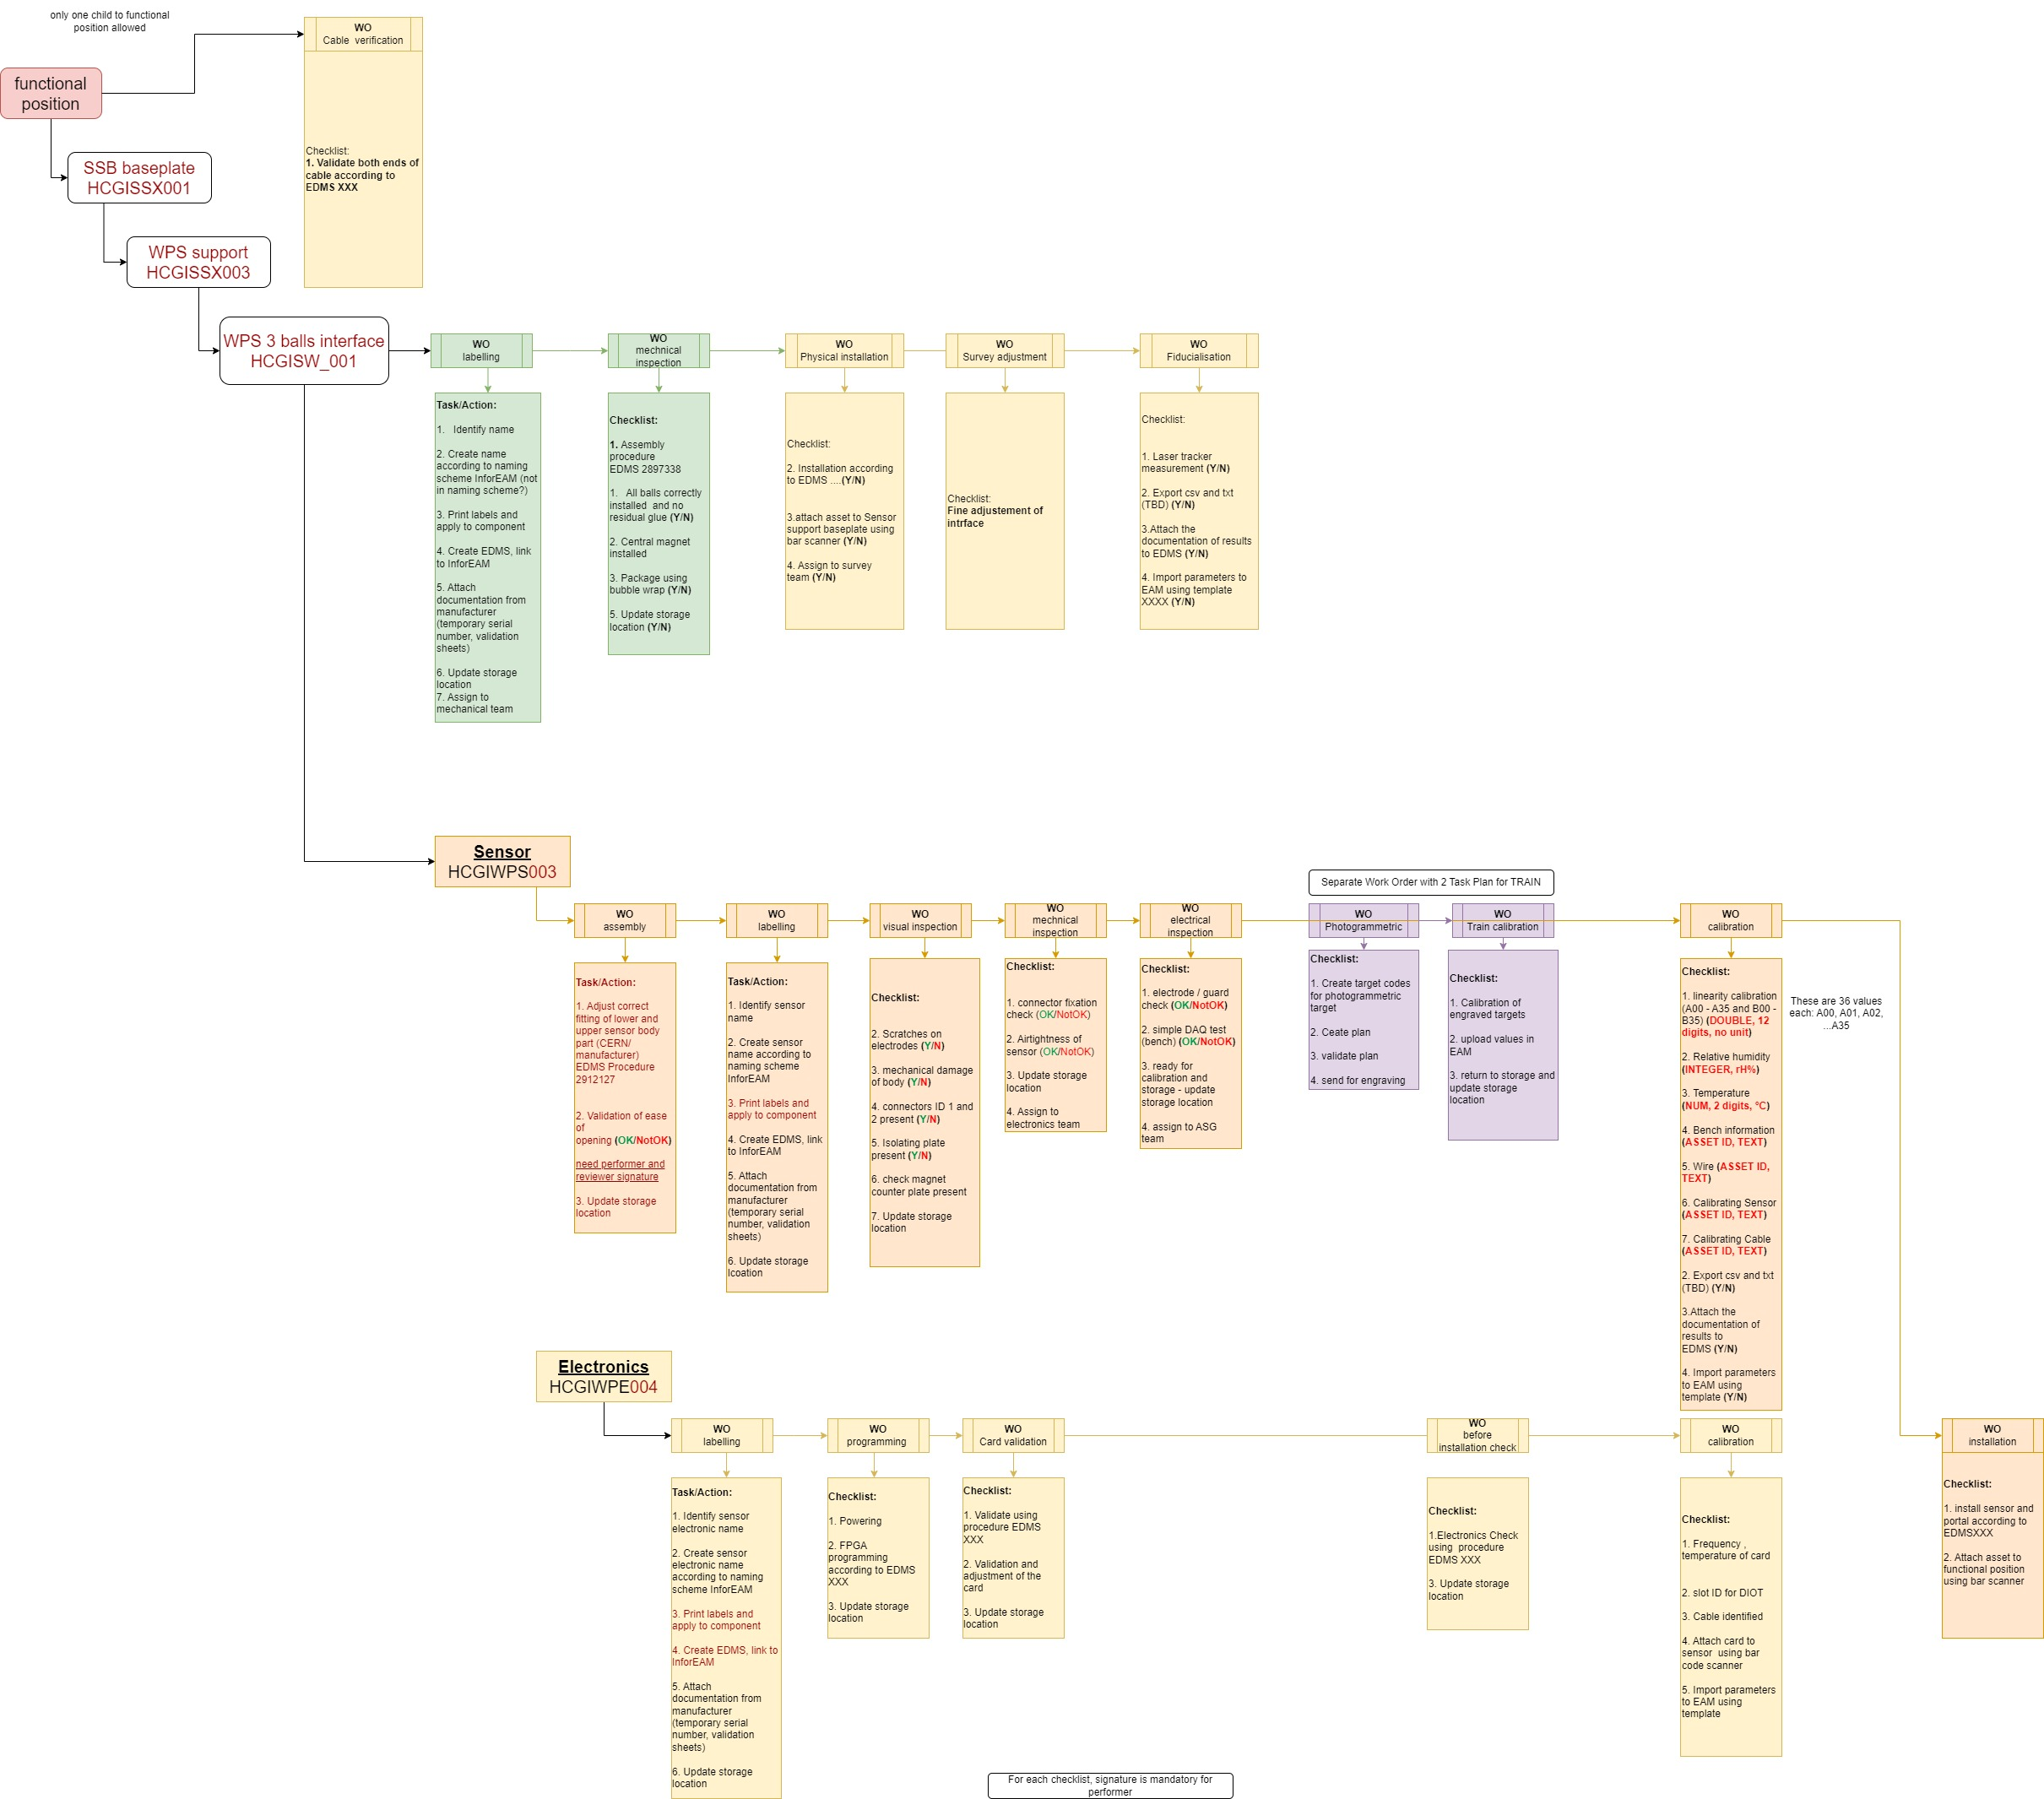 only one child to functional
position allowed
WO
Cable  verification
functional
position
Checklist:
1. Validate both ends of
cable according to
EDMS XXX
SSB baseplate
HCGISSX001
WPS support
HCGISSX003
WPS 3 balls interface
HCGISW_001
WO
labelling
WO
mechnical
inspection
WO
Physical installation
WO
Survey adjustment
WO
Fiducialisation
Task/Action:
1.   Identify name
2. Create name
according to naming
scheme InforEAM (not
in naming scheme?)
3. Print labels and
apply to component
4. Create EDMS, link
to InforEAM
5. Attach
documentation from
manufacturer
(temporary serial
number, validation
sheets)
6. Update storage
location
7. Assign to
mechanical team
Checklist:
1. Assembly
procedure
EDMS 2897338
1.   All balls correctly
installed  and no
residual glue (Y/N)
2. Central magnet
installed
3. Package using
bubble wrap (Y/N)
5. Update storage
location (Y/N)
Checklist:
2. Installation according
to EDMS ....(Y/N)
3.attach asset to Sensor
support baseplate using
bar scanner (Y/N)
4. Assign to survey
team (Y/N)
Checklist:
Fine adjustement of
intrface
Checklist:
1. Laser tracker
measurement (Y/N)
2. Export csv and txt
(TBD) (Y/N)
3.Attach the
documentation of results
to EDMS (Y/N)
4. Import parameters to
EAM using template
XXXX (Y/N)
Sensor
HCGIWPS003
Separate Work Order with 2 Task Plan for TRAIN
WO
assembly
WO
labelling
WO
visual inspection
WO
mechnical
inspection
WO
electrical
inspection
WO
Photogrammetric
WO
Train calibration
WO
calibration
Task/Action:
1. Adjust correct
fitting of lower and
upper sensor body
part (CERN/
manufacturer)
EDMS Procedure
2912127
2. Validation of ease
of
opening (OK/NotOK)
need performer and
reviewer signature
3. Update storage
location
Task/Action:
1. Identify sensor
name
2. Create sensor
name according to
naming scheme
InforEAM
3. Print labels and
apply to component
4. Create EDMS, link
to InforEAM
5. Attach
documentation from
manufacturer
(temporary serial
number, validation
sheets)
6. Update storage
lcoation
Checklist:
2. Scratches on
electrodes (Y/N)
3. mechanical damage
of body (Y/N)
4. connectors ID 1 and
2 present (Y/N)
5. Isolating plate
present (Y/N)
6. check magnet
counter plate present
7. Update storage
location
Checklist:
1. connector fixation
check (OK/NotOK)
2. Airtightness of
sensor (OK/NotOK)
3. Update storage
location
4. Assign to
electronics team
Checklist:
1. electrode / guard
check (OK/NotOK)
2. simple DAQ test
(bench) (OK/NotOK)
3. ready for
calibration and
storage - update
storage location
4. assign to ASG
team
Checklist:
1. Create target codes
for photogrammetric
target
2. Ceate plan
3. validate plan
4. send for engraving
Checklist:
1. Calibration of
engraved targets
2. upload values in
EAM
3. return to storage and
update storage
location
Checklist:
1. linearity calibration
(A00 - A35 and B00 -
B35) (DOUBLE, 12
digits, no unit)
2. Relative humidity
(INTEGER, rH%)
3. Temperature
(NUM, 2 digits, °C)
4. Bench information
(ASSET ID, TEXT)
5. Wire (ASSET ID,
TEXT)
6. Calibrating Sensor
(ASSET ID, TEXT)
7. Calibrating Cable
(ASSET ID, TEXT)
2. Export csv and txt
(TBD) (Y/N)
3.Attach the
documentation of
results to
EDMS (Y/N)
4. Import parameters
to EAM using
template (Y/N)
These are 36 values
each: A00, A01, A02,
...A35
Electronics
HCGIWPE004
WO
labelling
WO
programming
WO
Card validation
WO
before
installation check
WO
calibration
WO
installation
Task/Action:
1. Identify sensor
electronic name
2. Create sensor
electronic name
according to naming
scheme InforEAM
3. Print labels and
apply to component
4. Create EDMS, link to
InforEAM
5. Attach
documentation from
manufacturer
(temporary serial
number, validation
sheets)
6. Update storage
location
Checklist:
1. Powering
2. FPGA
programming
according to EDMS
XXX
3. Update storage
location
Checklist:
1. Validate using
procedure EDMS
XXX
2. Validation and
adjustment of the
card
3. Update storage
location
Checklist:
1.Electronics Check
using  procedure
EDMS XXX
3. Update storage
location
Checklist:
1. Frequency ,
temperature of card
2. slot ID for DIOT
3. Cable identified
4. Attach card to
sensor  using bar
code scanner
5. Import parameters
to EAM using
template
Checklist:
1. install sensor and
portal according to
EDMSXXX
2. Attach asset to
functional position
using bar scanner
For each checklist, signature is mandatory for
performer